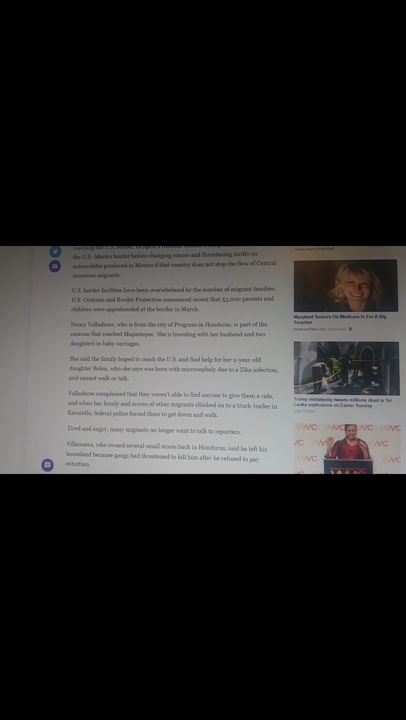 the U.S.-Mexico border before changing course and threatening tariffs on
automobiles produced in Mexico if that country does not stop the flow of Central
American migrants.
U.S. border facilities have been overwhelmed by the number of migrant families.
U.S. Customs and Border Protection announced recent that 53,000 parents and
children were apprehended at the border in March.
Nancy Valladares, who is from the city of Progreso in Honduras, is part of the
caravan that reached Mapastepec. She is traveling with her husband and two
daughters in baby carriages.
She said the family hoped to reach the U.S. and find help for her 2-year-old
daughter Belen, who she says was born with microcephaly due to a Zika infection,
and cannot walk or talk.
Valladares complained that they weren't able to find anyone to give them a ride,
and when her family and scores of other migrants climbed on to a truck-trailer in
Escuintla, federal police forced them to get down and walk.
Tired and angry, many migrants no longer want to talk to reporters.
Villanueva, who owned several small stores back in Honduras, said he left his
homeland because gangs had threatened to kill him after he refused to pay
extortion.
Maryland Seniors On Medicare In For A Big
Surprise
Trump mistakenly tweets millions dead in Sri
Lanka explosions on Easter Sunday
WWC
WWC
WWC